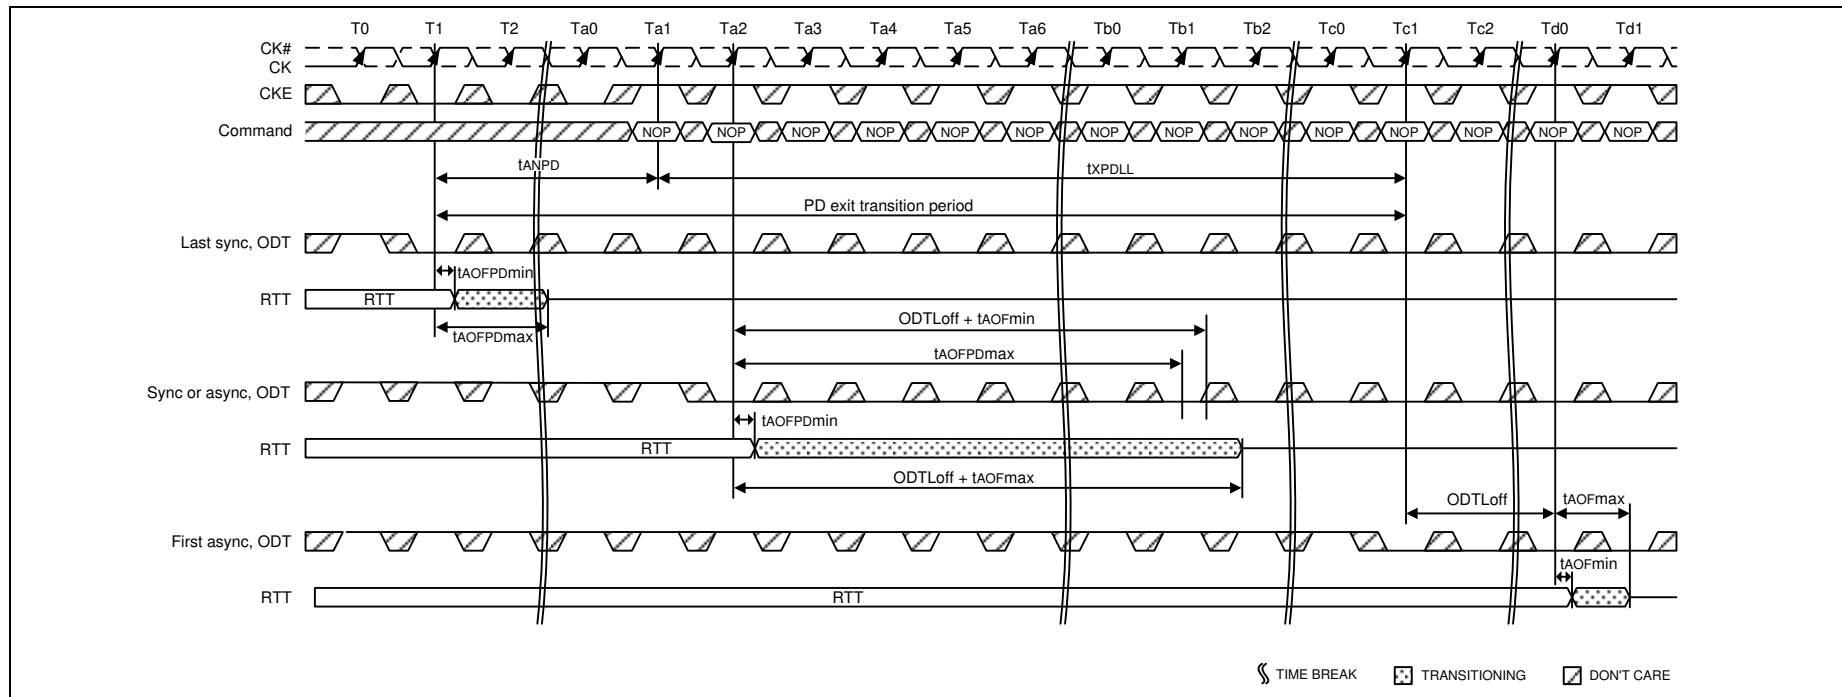 T0 T1 T2 Ta0 Ta1 Ta2 Ta3 Ta4 Ta5 Ta6 Tb0 Tb1 Tb2 Tc0 Tc1 Tc2 Td0 Td1
CK#
CK
CKE
Command NOP NOP NOP NOP NOP NOP NOP NOP NOP NOP NOP NOP NOP NOP
tANPD tXPDLL
PD exit transition period
Last sync, ODT
tAOFPDmin
RTT RTT
ODTLoff + tAOFmin
tAOFPDmax
tAOFPDmax
Sync or async, ODT
tAOFPDmin
RTT RTT
ODTLoff + tAOFmax
ODTLoff tAOFmax
First async, ODT
tAOFmin
RTT RTT
TIME BREAK TRANSITIONING DON'T CARE